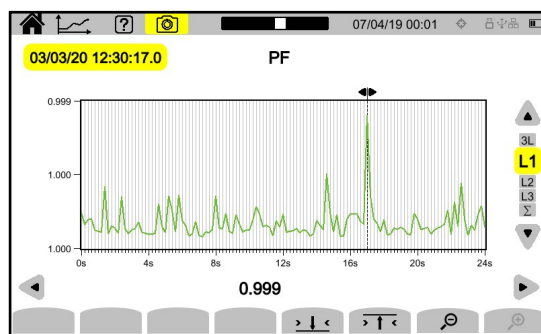 ?
07/04/19 00:01
03/03/20 12:30:17.0
PF
0.999
1.000
1.000
0s 4s 8s 12s 16s 20s 24s
3L
L1
L2
L3
Σ
0.999